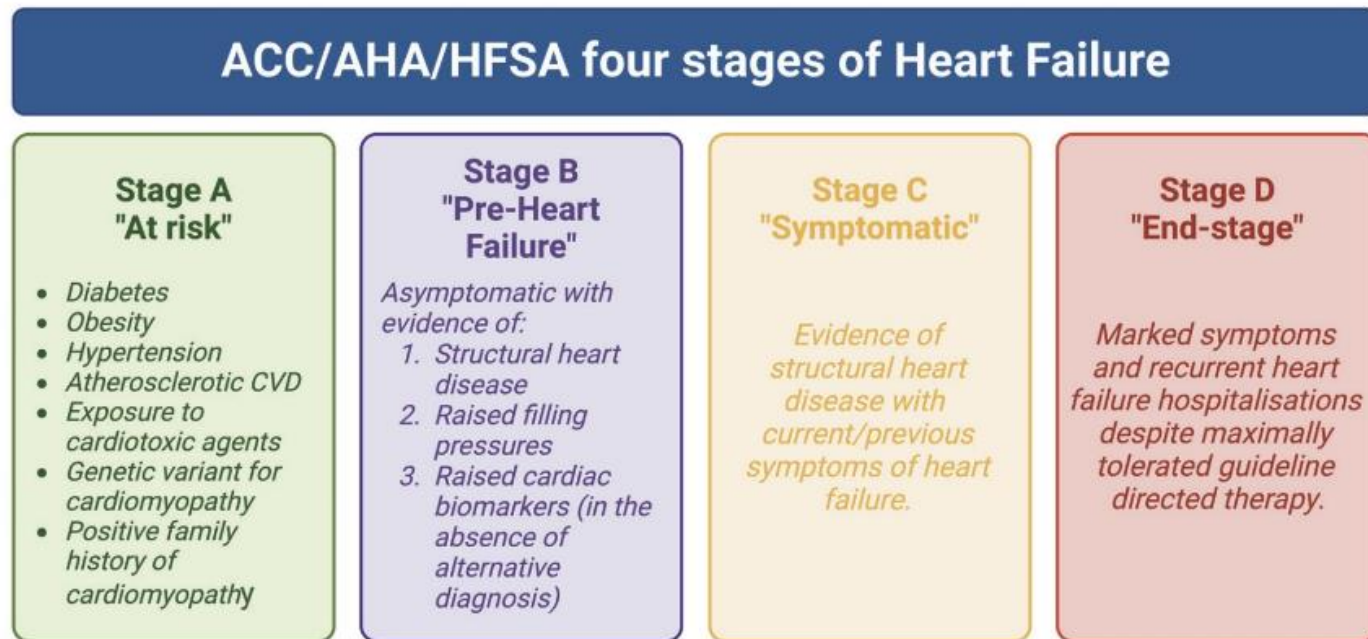 ACC/AHA/HFSA four stages of Heart Failure
Stage A
"At risk"
• Diabetes
• Obesity
• Hypertension
• Atherosclerotic CVD
• Exposure to
cardiotoxic agents
• Genetic variant for
cardiomyopathy
• Positive family
history of
cardiomyopathy
Stage B
"Pre-Heart
Failure"
Asymptomatic with
evidence of:
1. Structural heart
disease
2. Raised filling
pressures
3. Raised cardiac
biomarkers (in the
absence of
alternative
diagnosis)
Stage C
"Symptomatic"
Evidence of
structural heart
disease with
current/previous
symptoms of heart
failure.
Stage D
"End-stage"
Marked symptoms
and recurrent heart
failure hospitalisations
despite maximally
tolerated guideline
directed therapy.